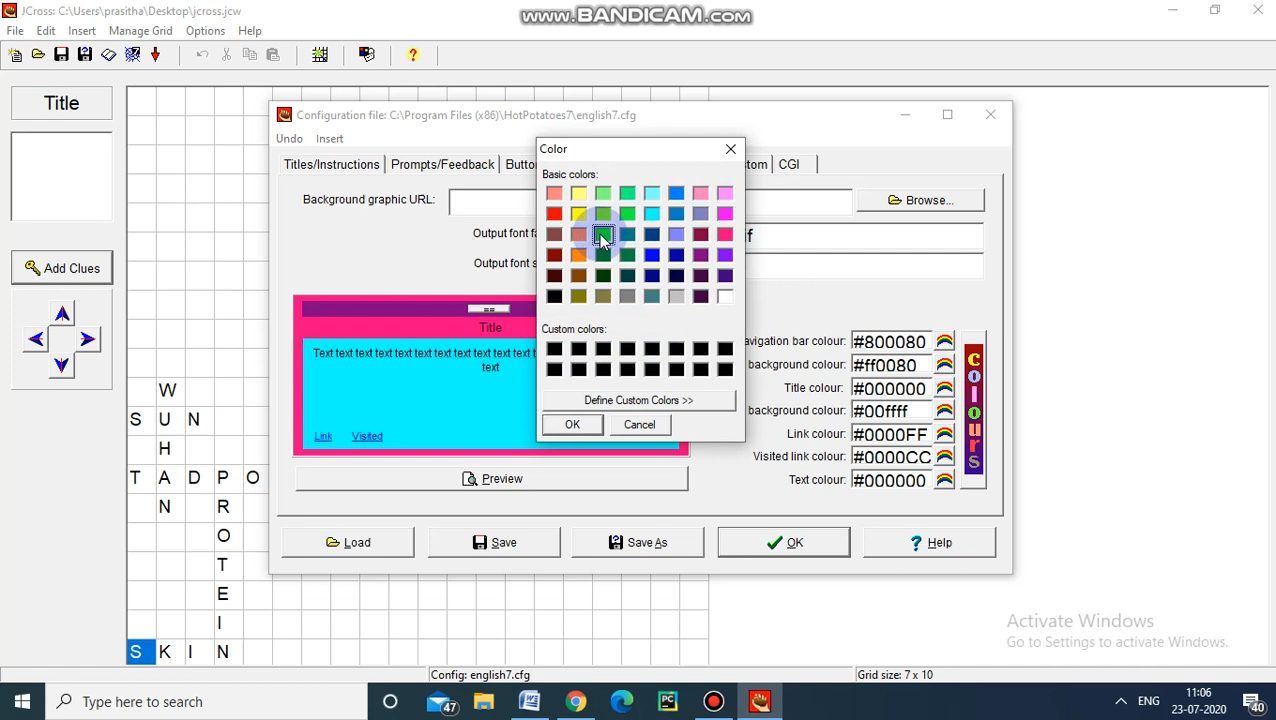 JCross: C:\Users\prasitha\Desktop\jcross.jcw
www.BANDICAM.com
File Edit Insert Manage Grid Options Help
Title
Add Clues
Configuration file: C:\Program Files (x86)\HotPotatoes7\english7.cfg
Undo Insert
Titles/Instructions Prompts/Feedback CGI
Background graphic URL:
Browse...
Output font
Output font
Title
Text text text text text text text text text text text
text
Link Visited
Preview
Color
Basic colors:
Custom colors:
Define Custom Colors >>
OK Cancel
bar colour: #800080
background colour: #ff0080
Title colour: #000000
background colour: #00ffff
Link colour: #0000FF
Visited link colour: #0000CC
Text colour: #000000
colours
Load Save Save As OK Help
W
S U N
H
T A D P O
N R
O
T
E
I
S K I N
Activate Windows
Go to Settings to activate Windows.
Config: english7.cfg
Grid size: 7 x 10
Type here to search
47
ENG
11:06
23-07-2020
40